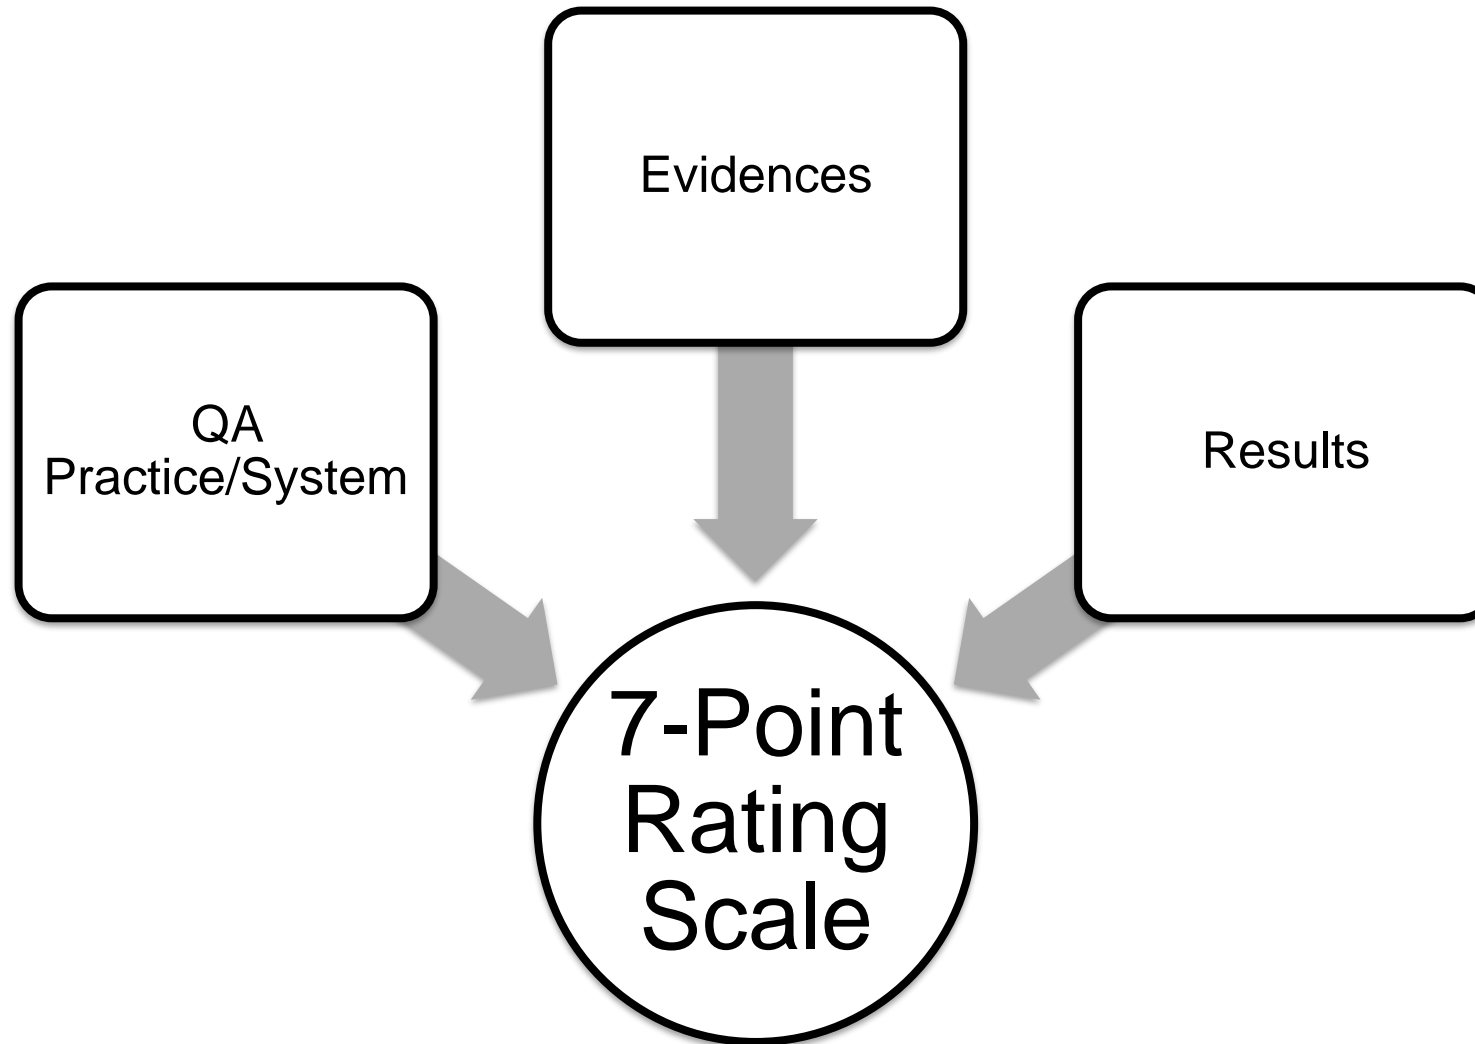 Evidences
QA
Practice/System
Results
7-Point
Rating
Scale